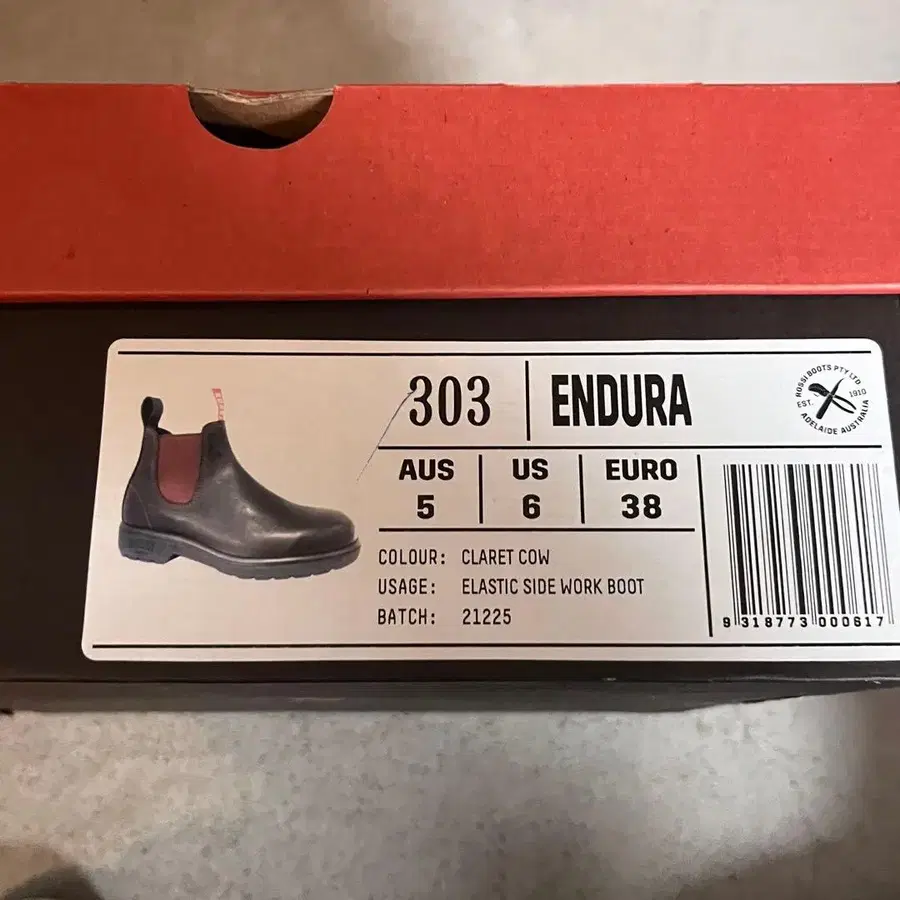 303
ENDURA
ROSSI BOOTS PTY LTD
EST. 1910
ADELAIDE AUSTRALIA
AUS US EURO
5 6 38
COLOUR: CLARET COW
USAGE: ELASTIC SIDE WORK BOOT
BATCH: 21225
9 318773 000817